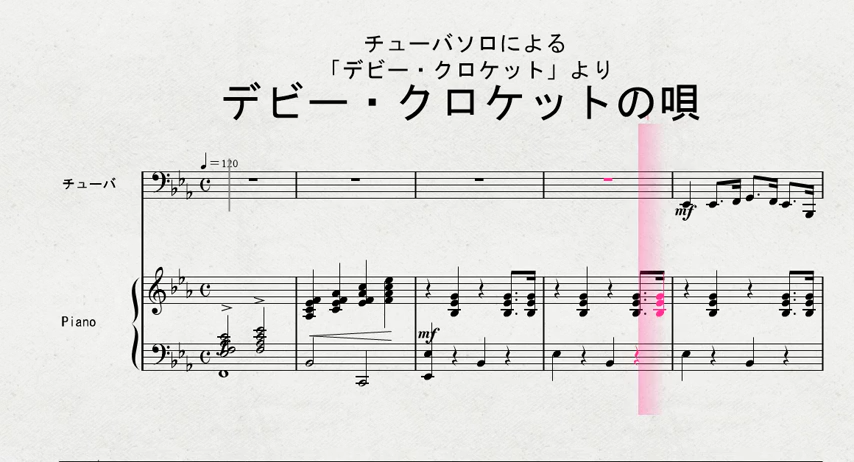 チューバソロによる
「デビー・クロケット」より
デビー・クロケットの唄
♩=120
チューバ
mf
Piano
mf